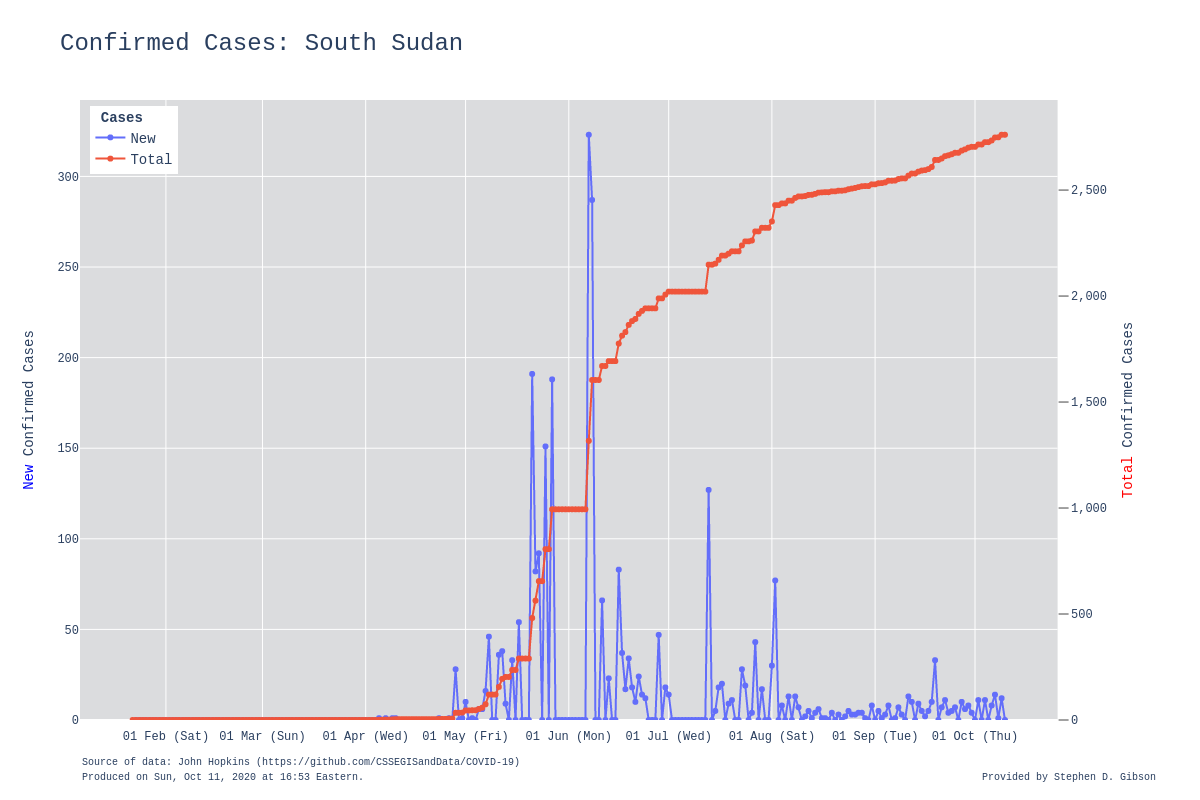 Confirmed Cases: South Sudan
Cases
New
Total
300
250
200
150
100
50
0
2,500
2,000
1,500
1,000
500
0
New Confirmed Cases
Total Confirmed Cases
01 Feb (Sat) 01 Mar (Sun) 01 Apr (Wed) 01 May (Fri) 01 Jun (Mon) 01 Jul (Wed) 01 Aug (Sat) 01 Sep (Tue) 01 Oct (Thu)
Source of data: John Hopkins (https://github.com/CSSEGISandData/COVID-19)
Produced on Sun, Oct 11, 2020 at 16:53 Eastern.
Provided by Stephen D. Gibson